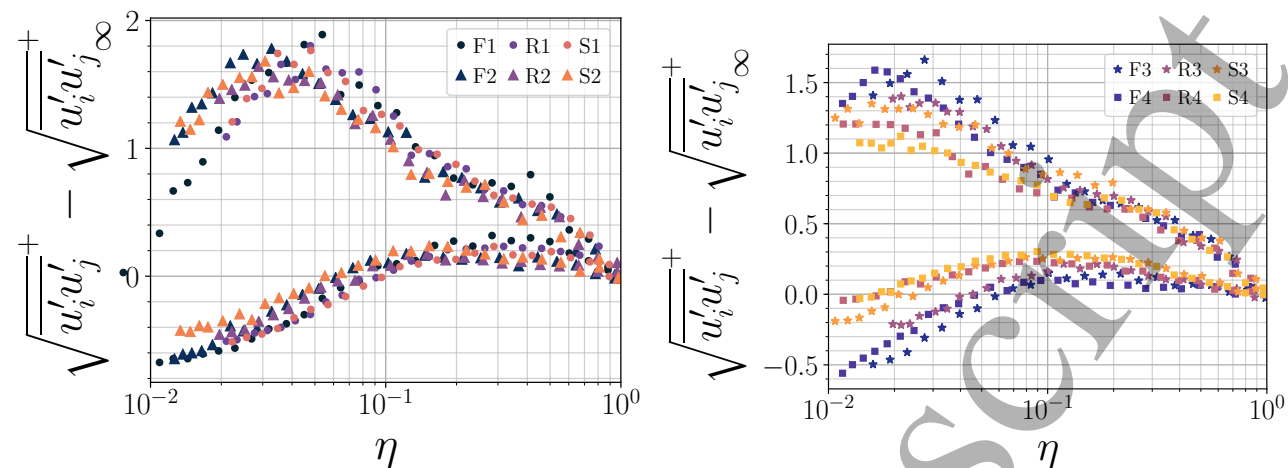 √u′ᵢu′ⱼ⁺ − √u′ᵢu′ⱼ⁺∞
2
1
0
F1 R1 S1
F2 R2 S2
10⁻² 10⁻¹ 10⁰
η
√u′ᵢu′ⱼ⁺ − √u′ᵢu′ⱼ⁺∞
1.5
1.0
0.5
0.0
−0.5
F3 R3 S3
F4 R4 S4
10⁻² 10⁻¹ 10⁰
η
script